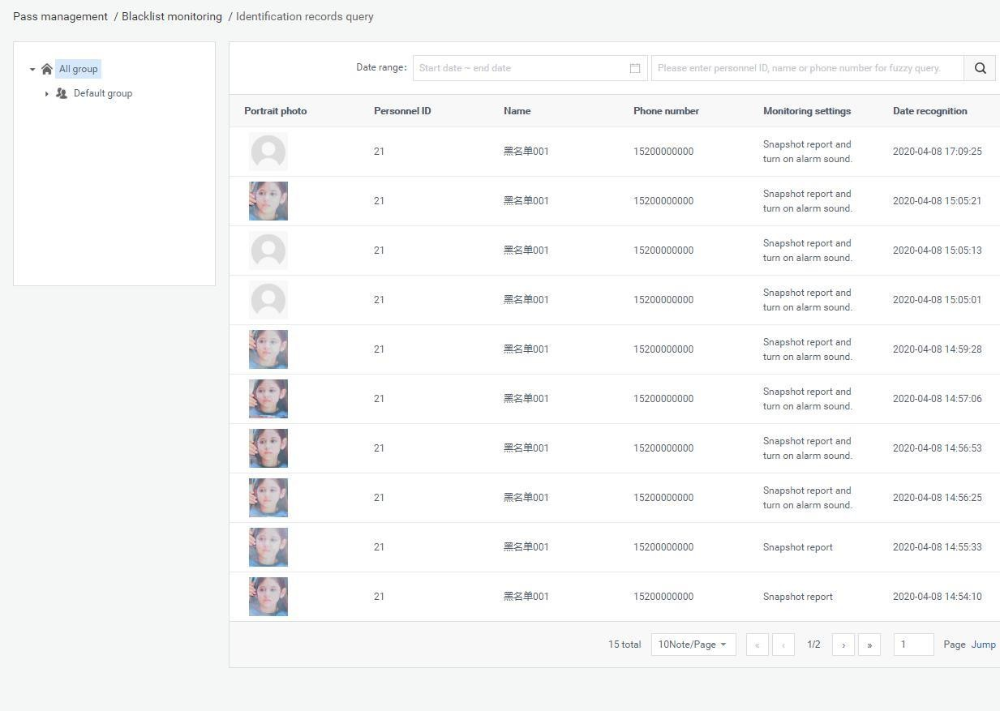 Pass management / Blacklist monitoring / Identification records query
All group
Default group
Date range: Start date ~ end date Please enter personnel ID, name or phone number for fuzzy query.
Portrait photo Personnel ID Name Phone number Monitoring settings Date recognition
21 黑名单001 15200000000 Snapshot report and 2020-04-08 17:09:25
turn on alarm sound.
21 黑名单001 15200000000 Snapshot report and 2020-04-08 15:05:21
turn on alarm sound.
21 黑名单001 15200000000 Snapshot report and 2020-04-08 15:05:13
turn on alarm sound.
21 黑名单001 15200000000 Snapshot report and 2020-04-08 15:05:01
turn on alarm sound.
21 黑名单001 15200000000 Snapshot report and 2020-04-08 14:59:28
turn on alarm sound.
21 黑名单001 15200000000 Snapshot report and 2020-04-08 14:57:06
turn on alarm sound.
21 黑名单001 15200000000 Snapshot report and 2020-04-08 14:56:53
turn on alarm sound.
21 黑名单001 15200000000 Snapshot report and 2020-04-08 14:56:25
turn on alarm sound.
21 黑名单001 15200000000 Snapshot report 2020-04-08 14:55:33
21 黑名单001 15200000000 Snapshot report 2020-04-08 14:54:10
15 total 10Note/Page « ‹ 1/2 › » 1 Page Jump